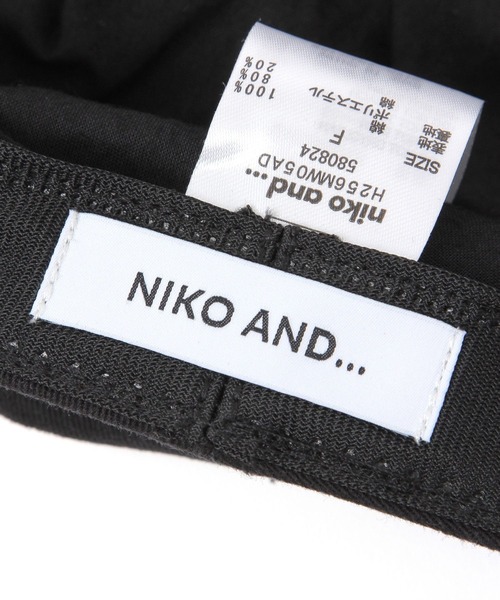 NIKO AND...
niko and...
H256MW05AD
580824
SIZE F
表地 綿 100%
裏地 ポリエステル 80%
綿 20%